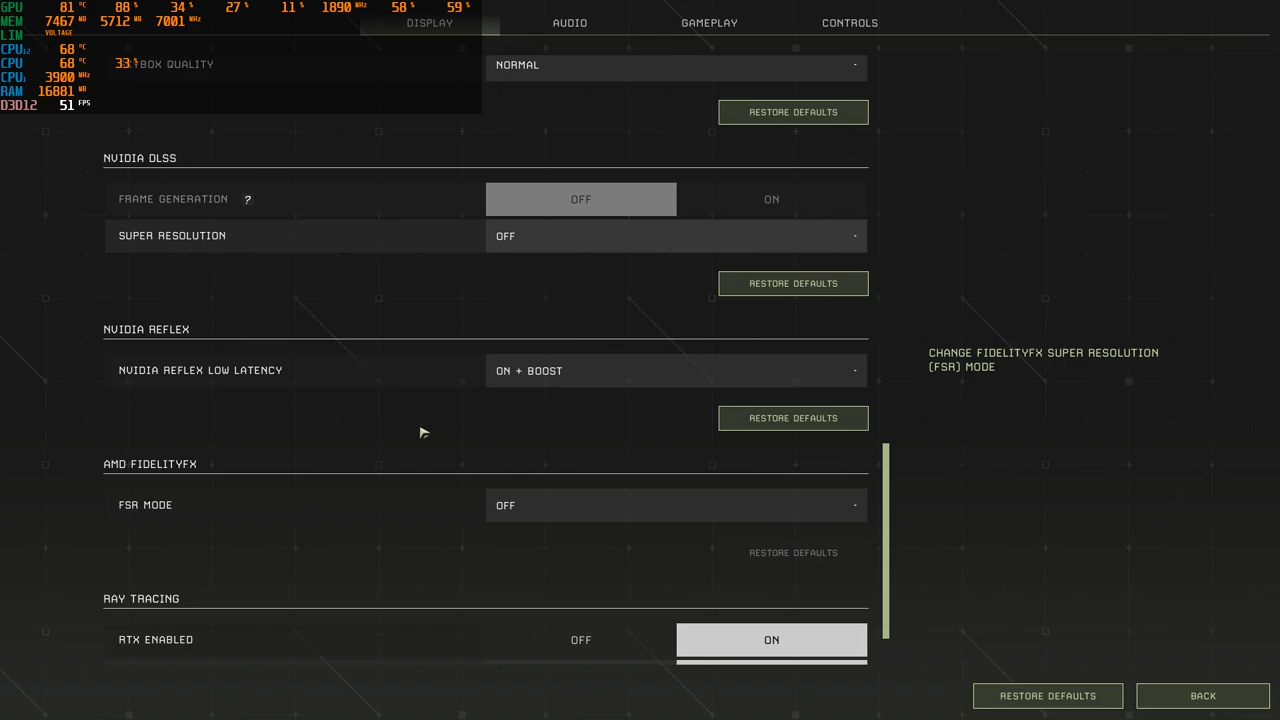 GPU 81 °C 88 % 34 % 27 % 11 % 1890 MHz 58 % 59 %
MEM 7467 MB 5712 MB 7001 MHz
LIM VOLTAGE
CPU12 68 °C
CPU 68 °C 33 %
CPU1 3900 MHz
RAM 16881 MB
D3D12 51 FPS
DISPLAY AUDIO GAMEPLAY CONTROLS
QUALITY NORMAL
RESTORE DEFAULTS
NVIDIA DLSS
FRAME GENERATION ? OFF ON
SUPER RESOLUTION OFF
RESTORE DEFAULTS
NVIDIA REFLEX
NVIDIA REFLEX LOW LATENCY ON + BOOST
RESTORE DEFAULTS
CHANGE FIDELITYFX SUPER RESOLUTION
(FSR) MODE
AMD FIDELITYFX
FSR MODE OFF
RESTORE DEFAULTS
RAY TRACING
RTX ENABLED OFF ON
RESTORE DEFAULTS BACK